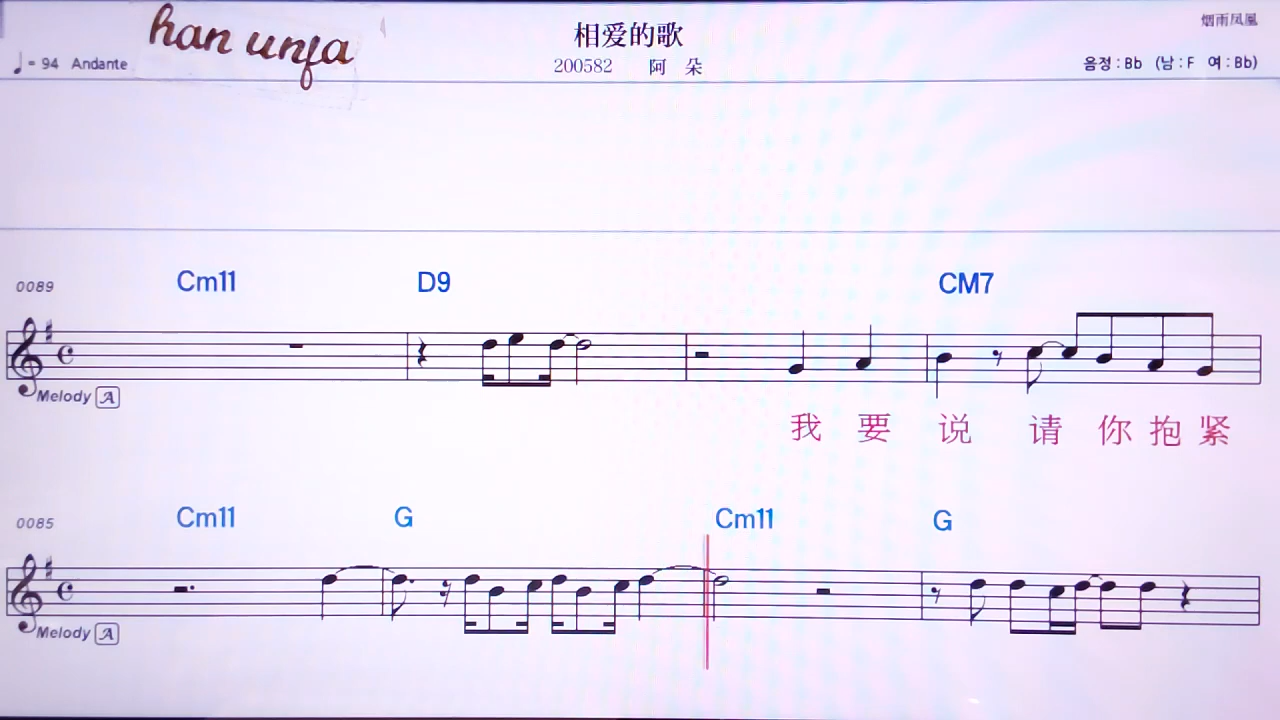 han unja
相爱的歌
烟雨凤凰
♩= 94 Andante
200582 阿 朵
음정 : Bb (남 : F 여 : Bb)
0089 Cm11 D9 CM7
Melody A
我 要 说 请 你 抱 紧
0085 Cm11 G Cm11 G
Melody A